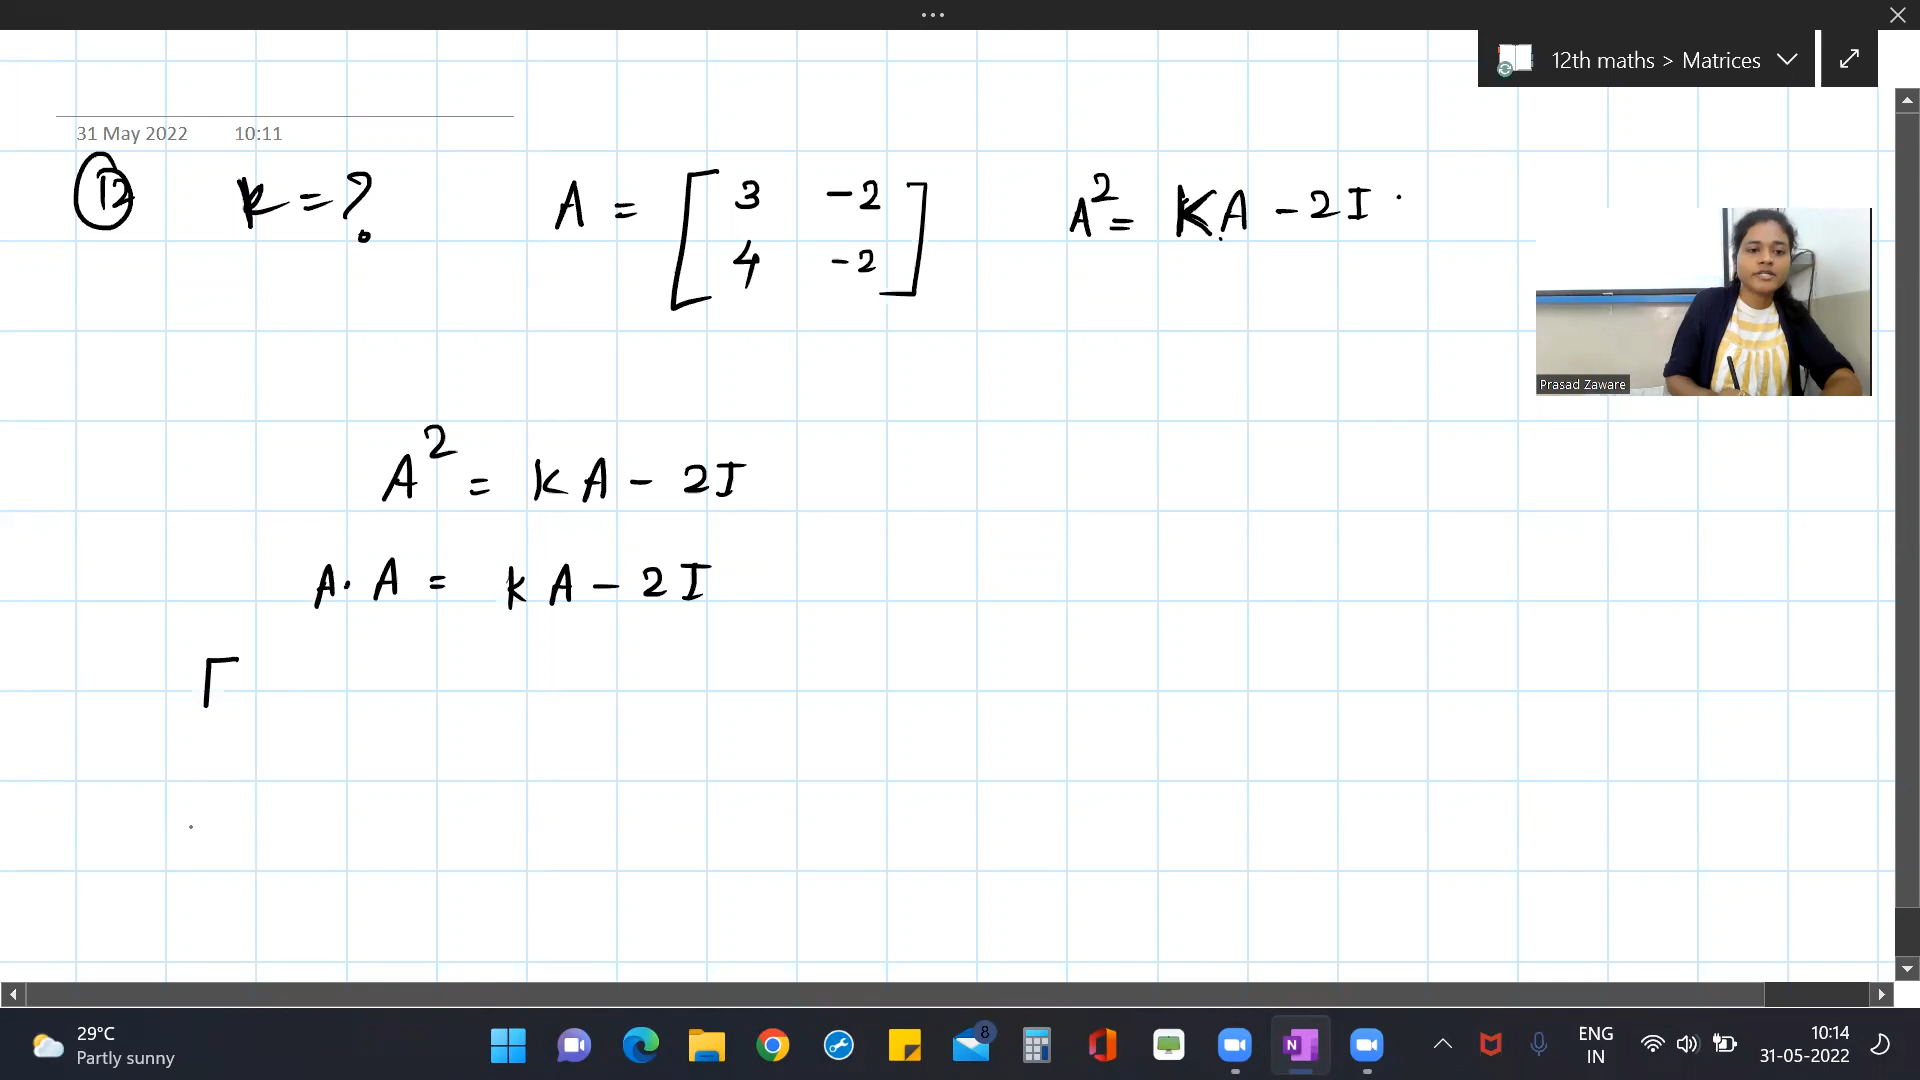 12th maths > Matrices
31 May 2022 10:11
12 k = ? A = [ 3 -2 A² = KA - 2I .
4 -2 ]
Prasad Zaware
A² = KA - 2I
A. A = KA - 2I
[
29°C
Partly sunny
8
N
ENG
IN
10:14
31-05-2022